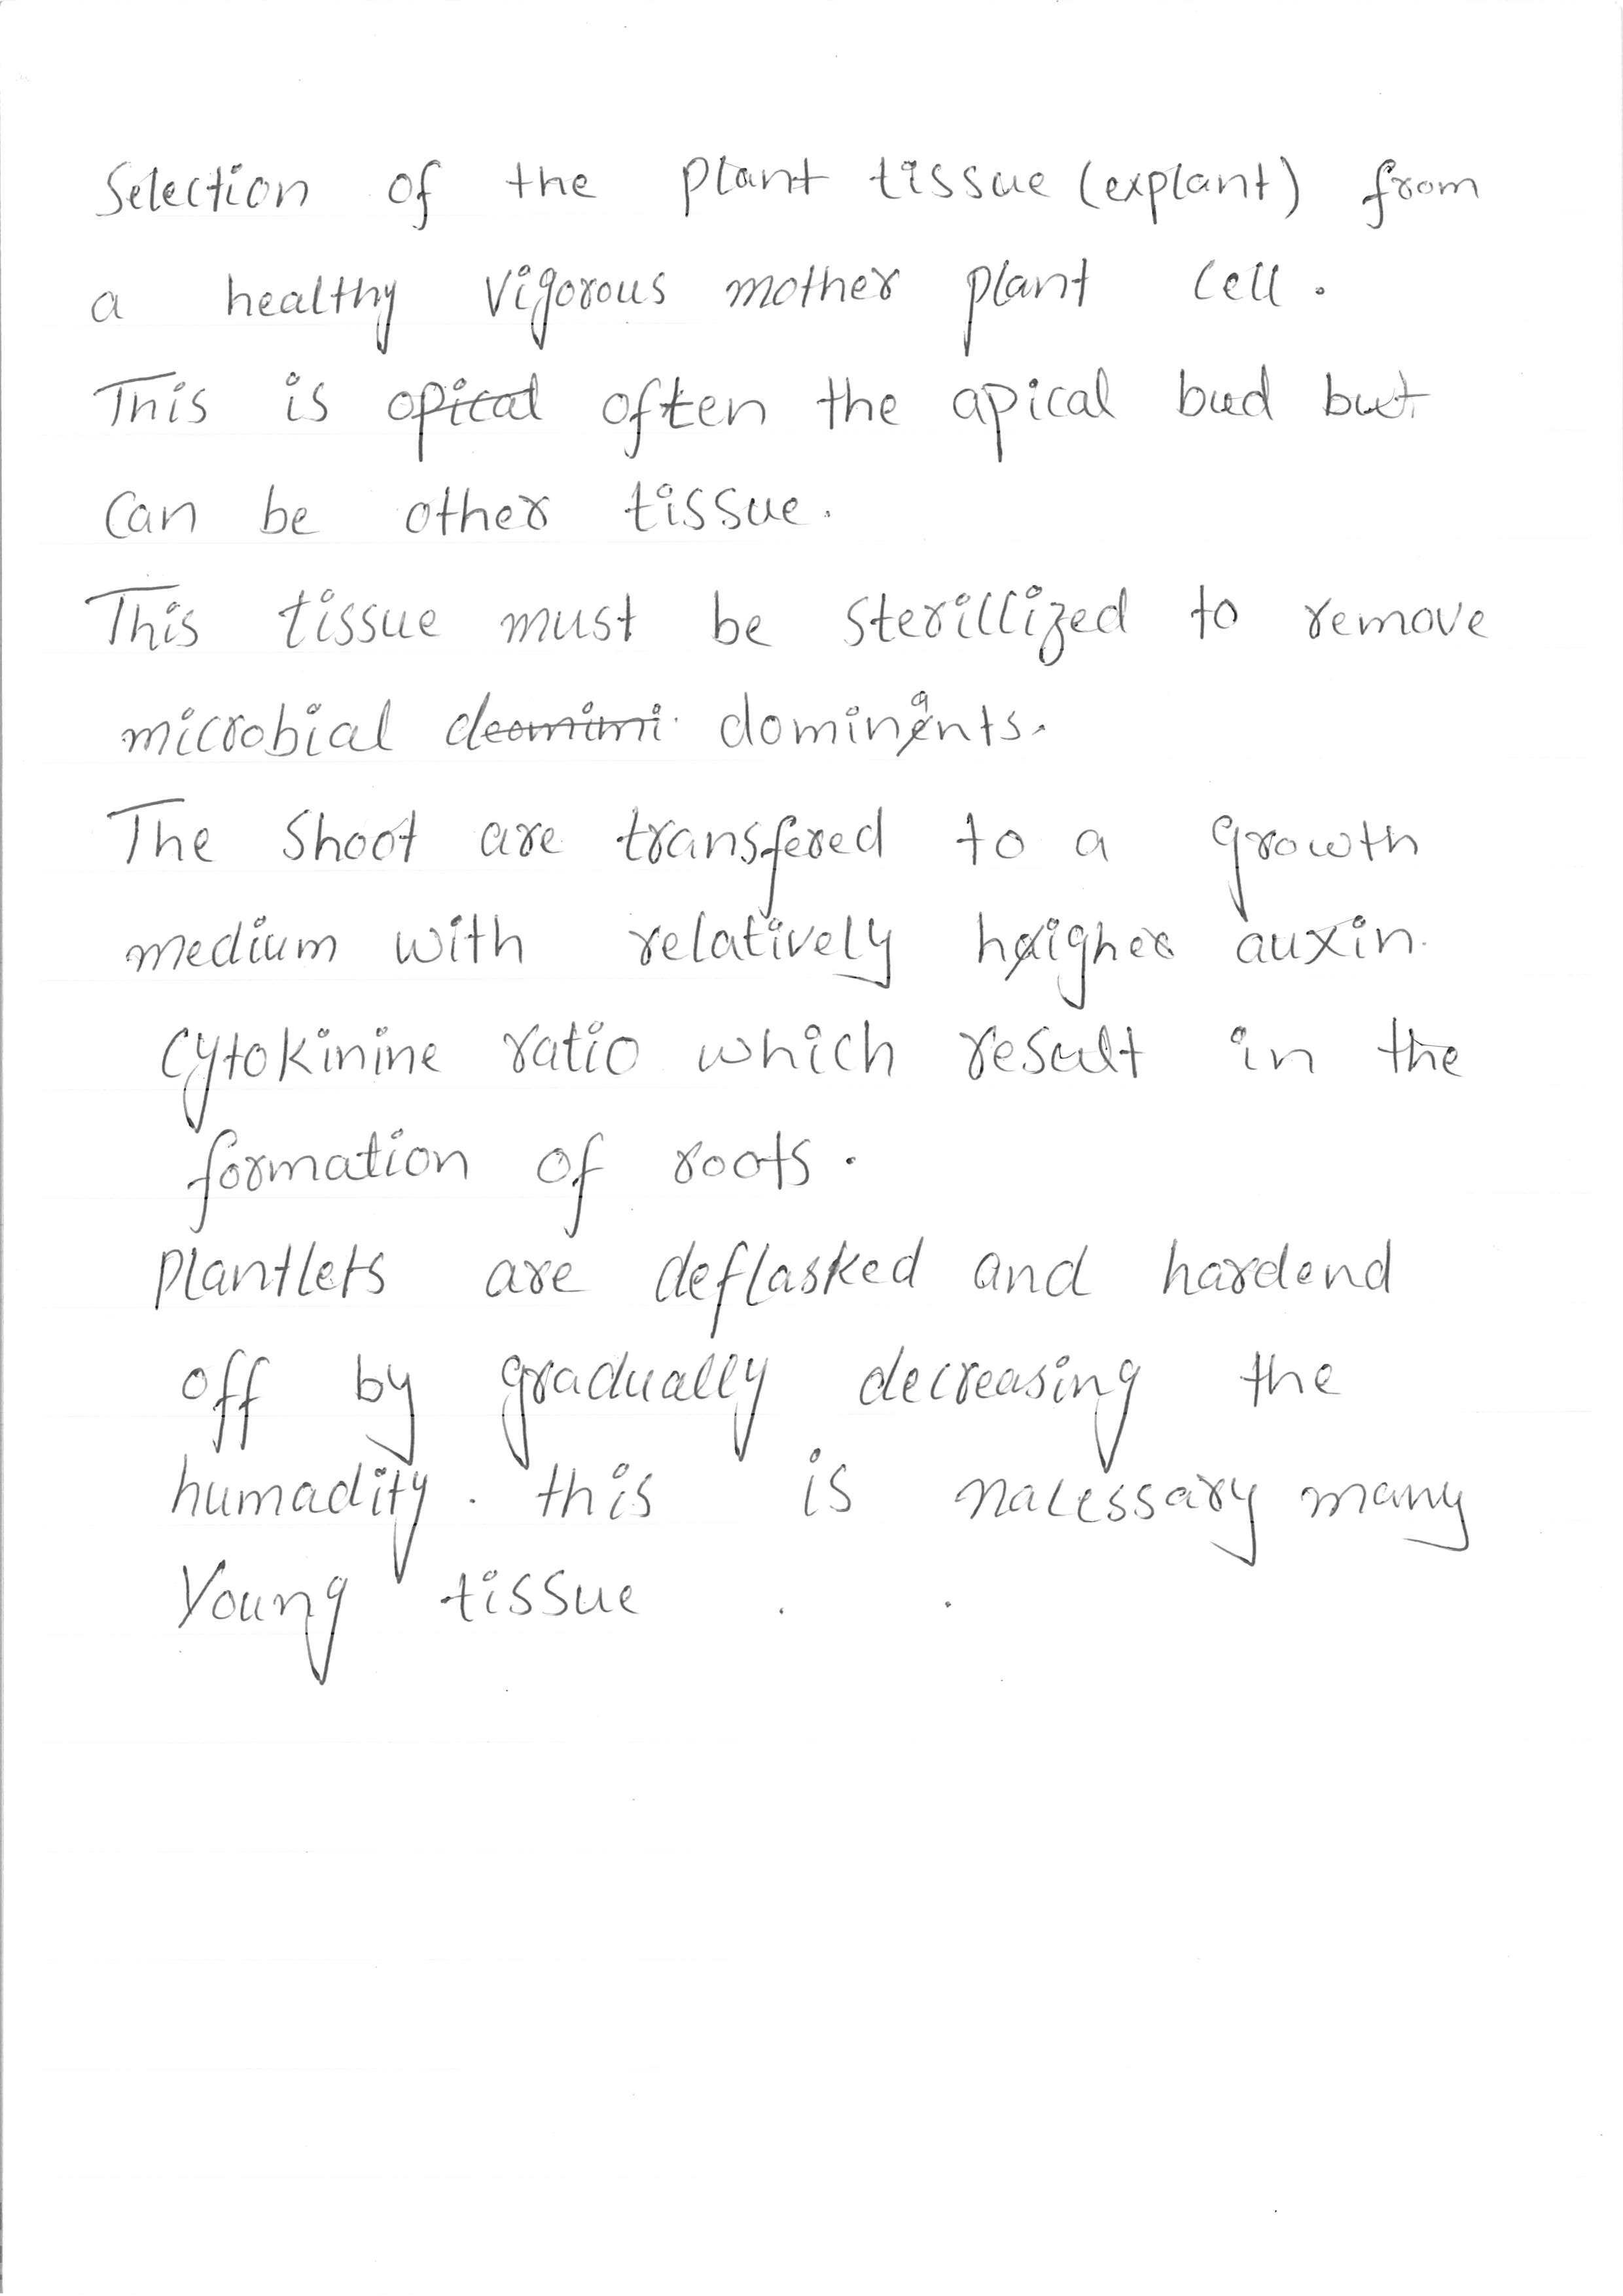 Selection of the plant tissue (explant) from
a healthy vigorous mother plant cell.
This is opical often the apical bud but
can be other tissue.
This tissue must be sterillized to remove
microbial deomimi dominants.
The shoot are transfered to a growth
medium with relatively higher auxin.
cytokinine ratio which result in the
formation of roots.
Plantlets are deflasked and hardend
off by gradually decreasing the
humadity. this is nacessary many
Young tissue